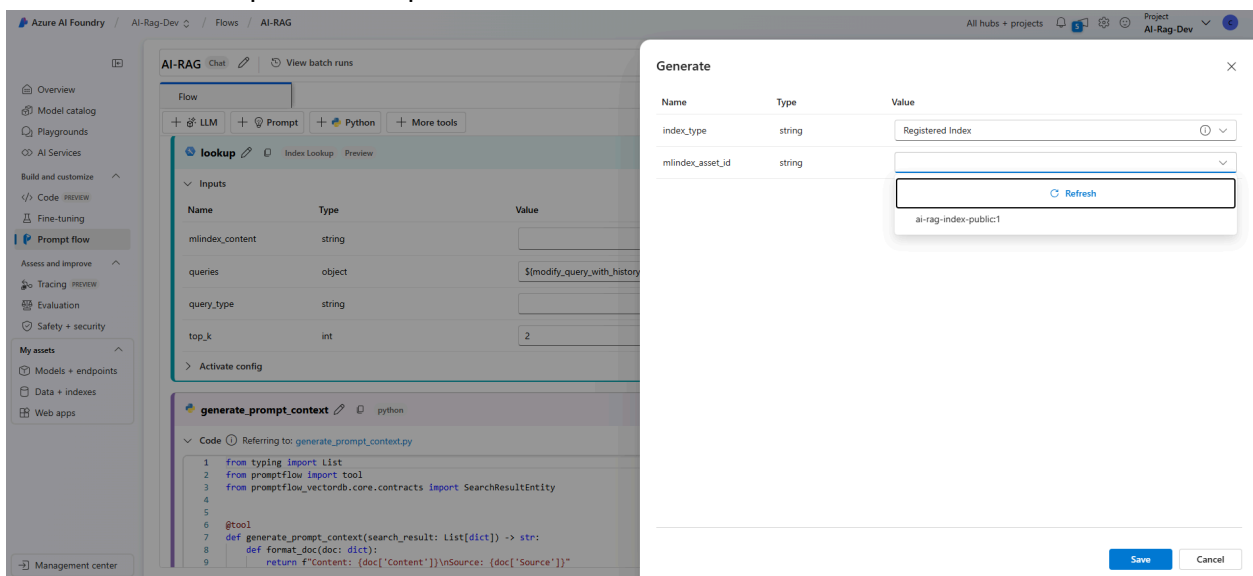 Azure AI Foundry / AI-Rag-Dev / Flows / AI-RAG
All hubs + projects 5 Project AI-Rag-Dev C
Overview
Model catalog
Playgrounds
AI Services
Build and customize
Code PREVIEW
Fine-tuning
Prompt flow
Assess and improve
Tracing PREVIEW
Evaluation
Safety + security
My assets
Models + endpoints
Data + indexes
Web apps
Management center
AI-RAG Chat View batch runs
Flow
+ LLM + Prompt + Python + More tools
lookup Index Lookup Preview
Inputs
Name Type Value
mlindex_content string
queries object ${modify_query_with_history
query_type string
top_k int 2
Activate config
generate_prompt_context python
Code Referring to: generate_prompt_context.py
1 from typing import List
2 from promptflow import tool
3 from promptflow_vectordb.core.contracts import SearchResultEntity
4
5
6 @tool
7 def generate_prompt_context(search_result: List[dict]) -> str:
8 def format_doc(doc: dict):
9 return f"Content: {doc['Content']}\nSource: {doc['Source']}"
Generate
Name Type Value
index_type string Registered Index
mlindex_asset_id string
Refresh
ai-rag-index-public:1
Save Cancel